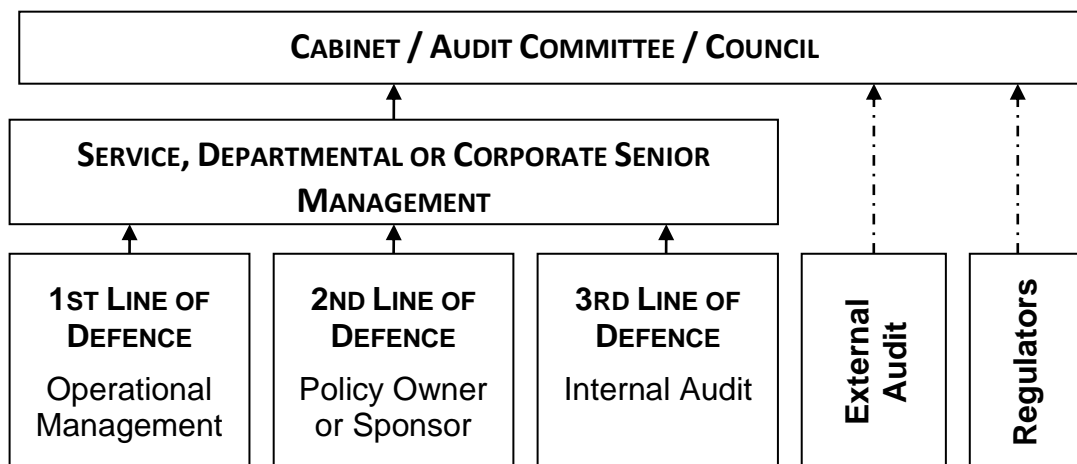 CABINET / AUDIT COMMITTEE / COUNCIL
SERVICE, DEPARTMENTAL OR CORPORATE SENIOR
MANAGEMENT
1ST LINE OF
DEFENCE
Operational
Management
2ND LINE OF
DEFENCE
Policy Owner
or Sponsor
3RD LINE OF
DEFENCE
Internal Audit
External
Audit
Regulators